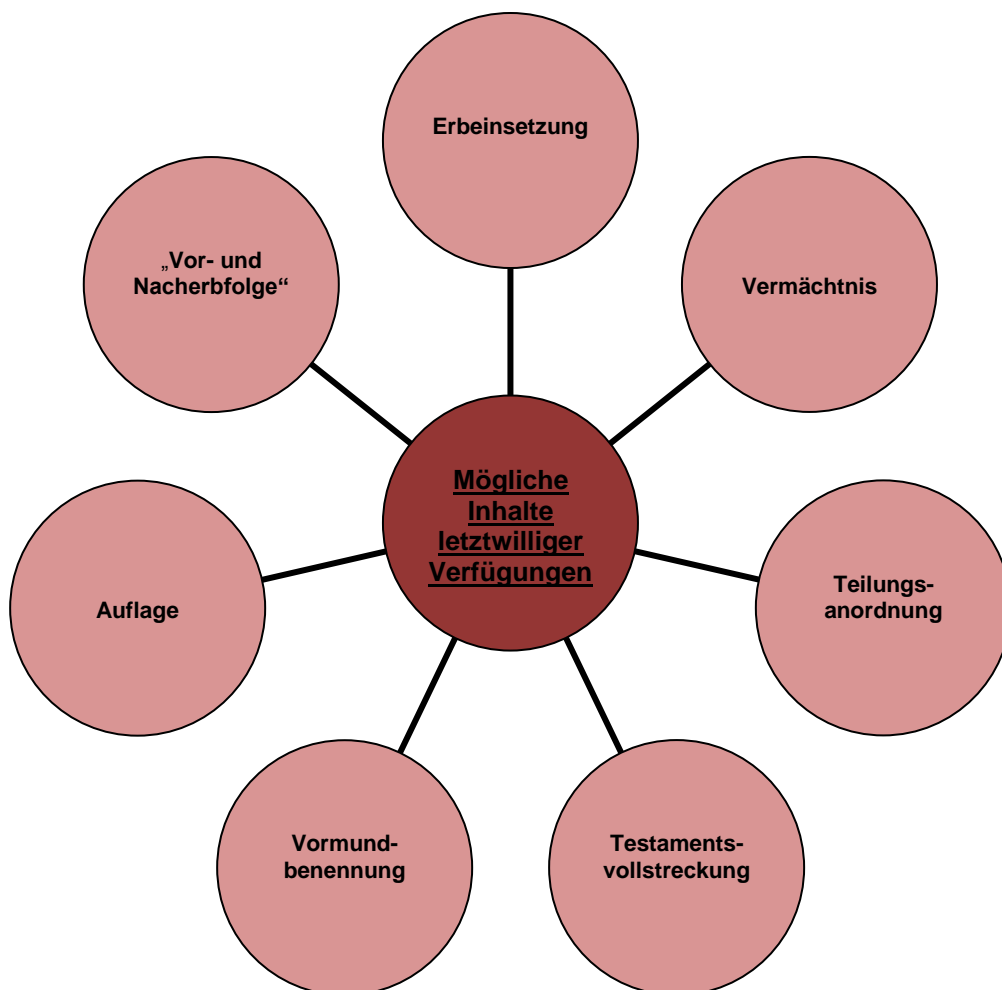 Erbeinsetzung
„Vor- und
Nacherbfolge“
Vermächtnis
Mögliche
Inhalte
letztwilliger
Verfügungen
Auflage
Teilungs-
anordnung
Vormund-
benennung
Testaments-
vollstreckung